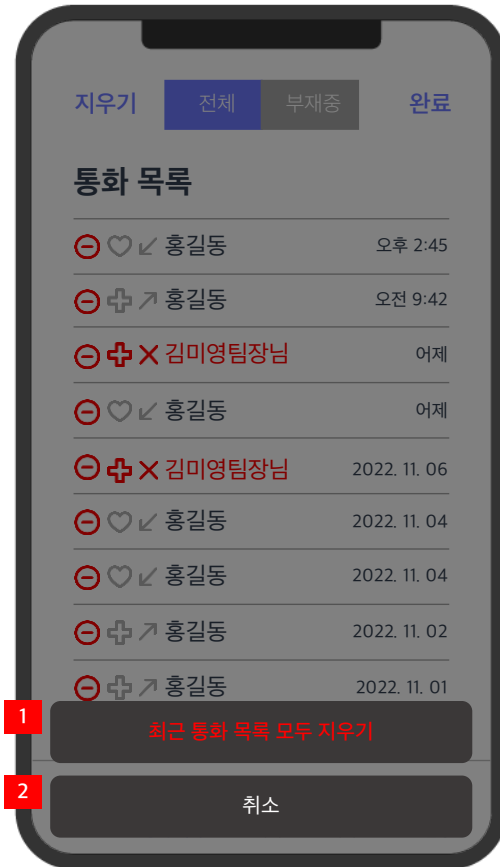 지우기 전체 부재중 완료
통화 목록
홍길동 오후 2:45
홍길동 오전 9:42
김미영팀장님 어제
홍길동 어제
김미영팀장님 2022. 11. 06
홍길동 2022. 11. 04
홍길동 2022. 11. 04
홍길동 2022. 11. 02
홍길동 2022. 11. 01
1
최근 통화 목록 모두 지우기
2
취소